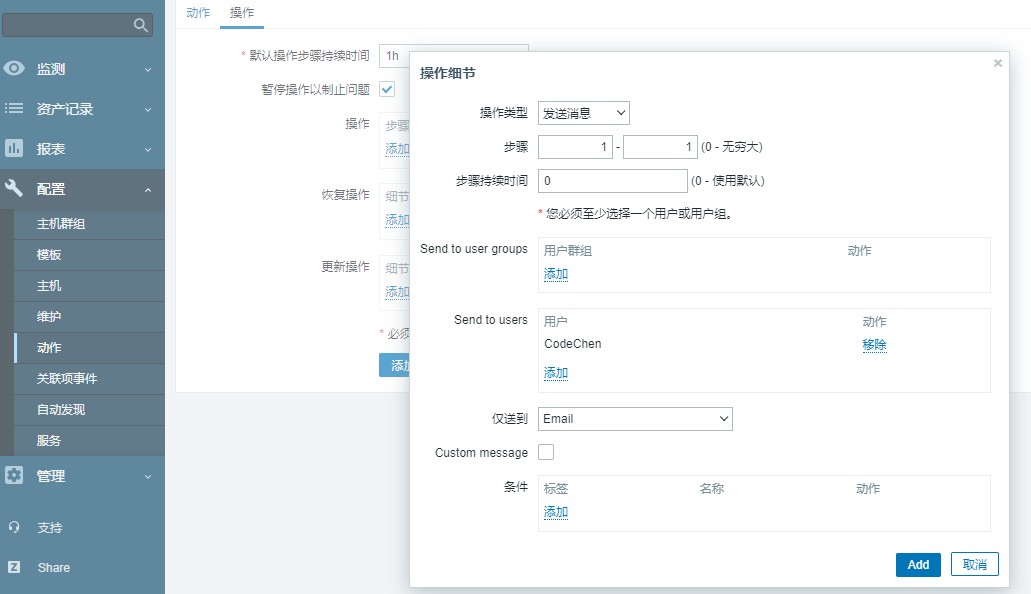 动作 操作
监测
资产记录
报表
配置
主机群组
模板
主机
维护
动作
关联项事件
自动发现
服务
管理
支持
Share
* 默认操作步骤持续时间 1h
暂停操作以制止问题
操作 步骤
添加
恢复操作 细节
添加
更新操作 细节
添加
* 必须
添加
操作细节
操作类型 发送消息
步骤 1 - 1 (0 - 无穷大)
步骤持续时间 0 (0 - 使用默认)
* 您必须至少选择一个用户或用户组。
Send to user groups 用户群组 动作
添加
Send to users 用户 动作
CodeChen 移除
添加
仅送到 Email
Custom message
条件 标签 名称 动作
添加
Add 取消